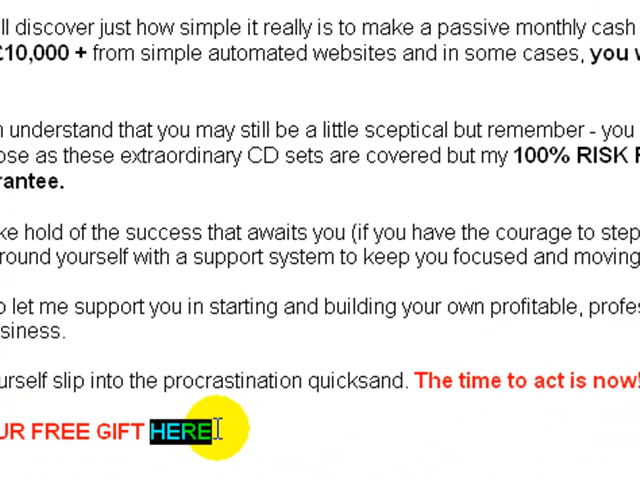 ll discover just how simple it really is to make a passive monthly cash
£10,000 + from simple automated websites and in some cases, you w
n understand that you may still be a little sceptical but remember - you
ose as these extraordinary CD sets are covered but my 100% RISK F
rantee.
ke hold of the success that awaits you (if you have the courage to step
round yourself with a support system to keep you focused and moving
o let me support you in starting and building your own profitable, profes
siness.
urself slip into the procrastination quicksand. The time to act is now!
UR FREE GIFT HERE